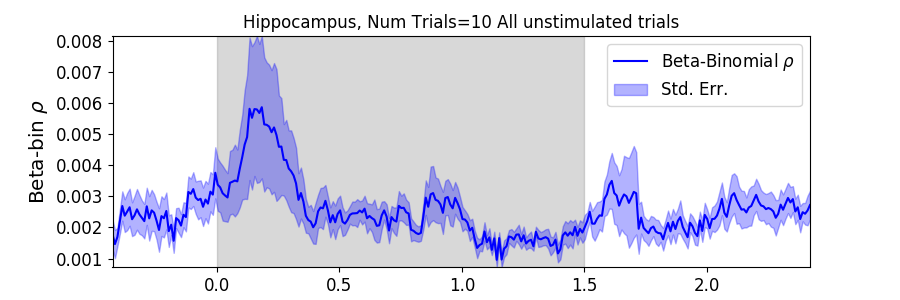 Hippocampus, Num Trials=10 All unstimulated trials
Beta-bin ρ
0.008
0.007
0.006
0.005
0.004
0.003
0.002
0.001
Beta-Binomial ρ
Std. Err.
0.0 0.5 1.0 1.5 2.0